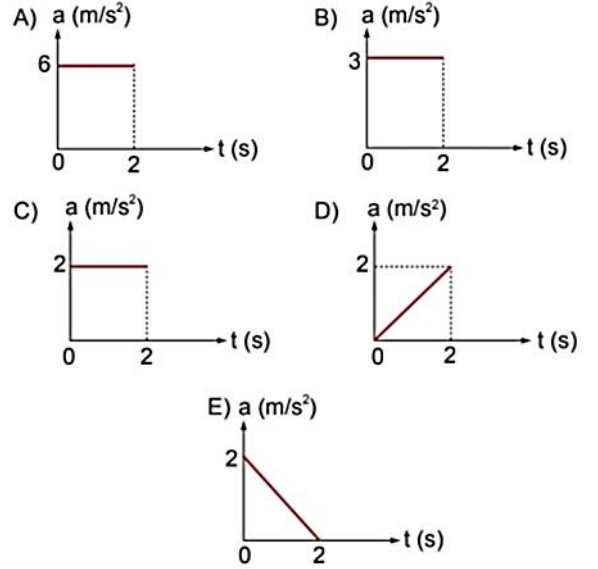 A) a (m/s²)
6
t (s)
0 2
B) a (m/s²)
3
t (s)
0 2
C) a (m/s²)
2
t (s)
0 2
D) a (m/s²)
2
t (s)
0 2
E) a (m/s²)
2
t (s)
0 2